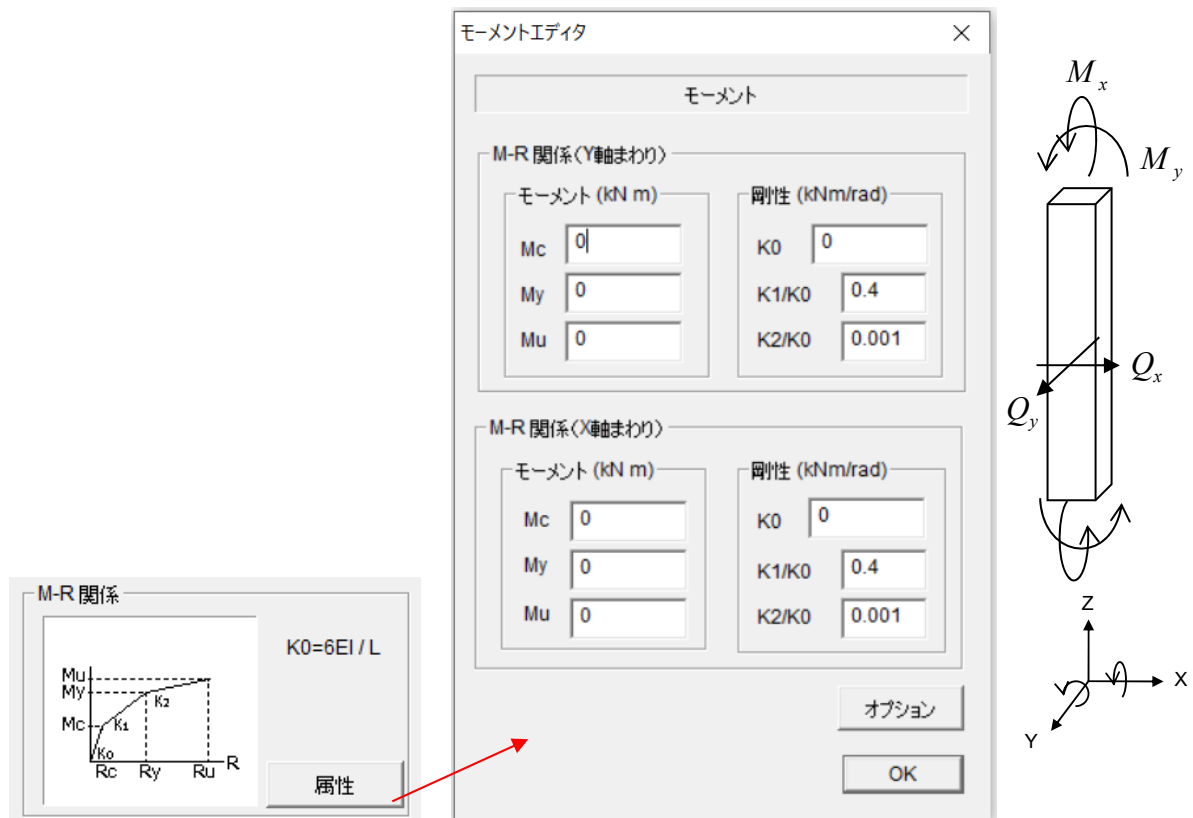 モーメントエディタ
モーメント
M-R 関係(Y軸まわり)
モーメント (kN m)
Mc 0
My 0
Mu 0
剛性 (kNm/rad)
K0 0
K1/K0 0.4
K2/K0 0.001
M-R 関係(X軸まわり)
モーメント (kN m)
Mc 0
My 0
Mu 0
剛性 (kNm/rad)
K0 0
K1/K0 0.4
K2/K0 0.001
オプション
OK
M-R 関係
K0=6EI / L
Mu
My
Mc
K2
K1
Ko
Rc Ry Ru R
属性
Mx
My
Qx
Qy
Z
X
Y